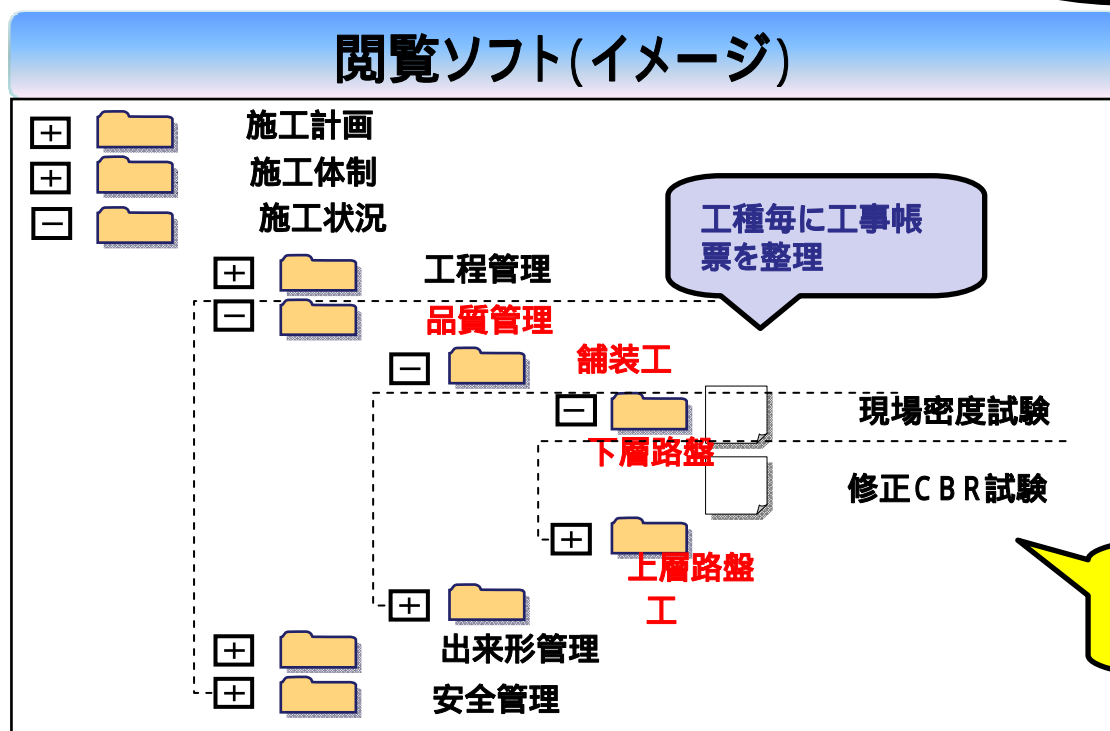 閲覧ソフト(イメージ)
施工計画
施工体制
施工状況
工種毎に工事帳
票を整理
工程管理
品質管理
舗装工
現場密度試験
下層路盤
修正CBR試験
上層路盤
工
出来形管理
安全管理